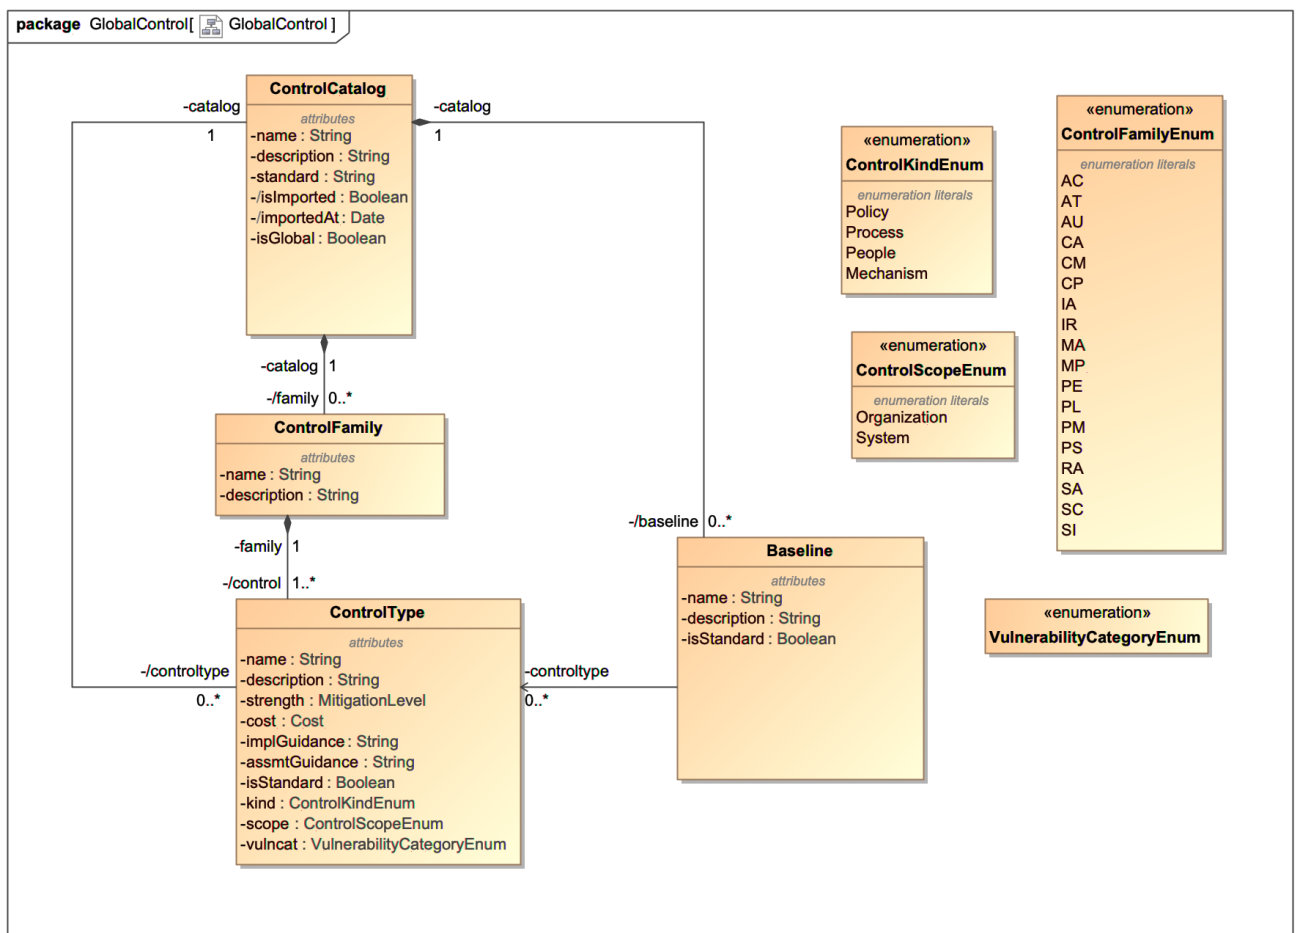 package GlobalControl[ GlobalControl ]
ControlCatalog
attributes
-name : String
-description : String
-standard : String
-/isImported : Boolean
-/importedAt : Date
-isGlobal : Boolean
-catalog
1
-catalog
1
-catalog 1
-/family 0..*
ControlFamily
attributes
-name : String
-description : String
-family 1
-/control 1..*
ControlType
attributes
-name : String
-description : String
-strength : MitigationLevel
-cost : Cost
-implGuidance : String
-assmtGuidance : String
-isStandard : Boolean
-kind : ControlKindEnum
-scope : ControlScopeEnum
-vulncat : VulnerabilityCategoryEnum
-/controltype
0..*
-controltype
0..*
-/baseline 0..*
Baseline
attributes
-name : String
-description : String
-isStandard : Boolean
«enumeration»
ControlKindEnum
enumeration literals
Policy
Process
People
Mechanism
«enumeration»
ControlScopeEnum
enumeration literals
Organization
System
«enumeration»
ControlFamilyEnum
enumeration literals
AC
AT
AU
CA
CM
CP
IA
IR
MA
MP
PE
PL
PM
PS
RA
SA
SC
SI
«enumeration»
VulnerabilityCategoryEnum